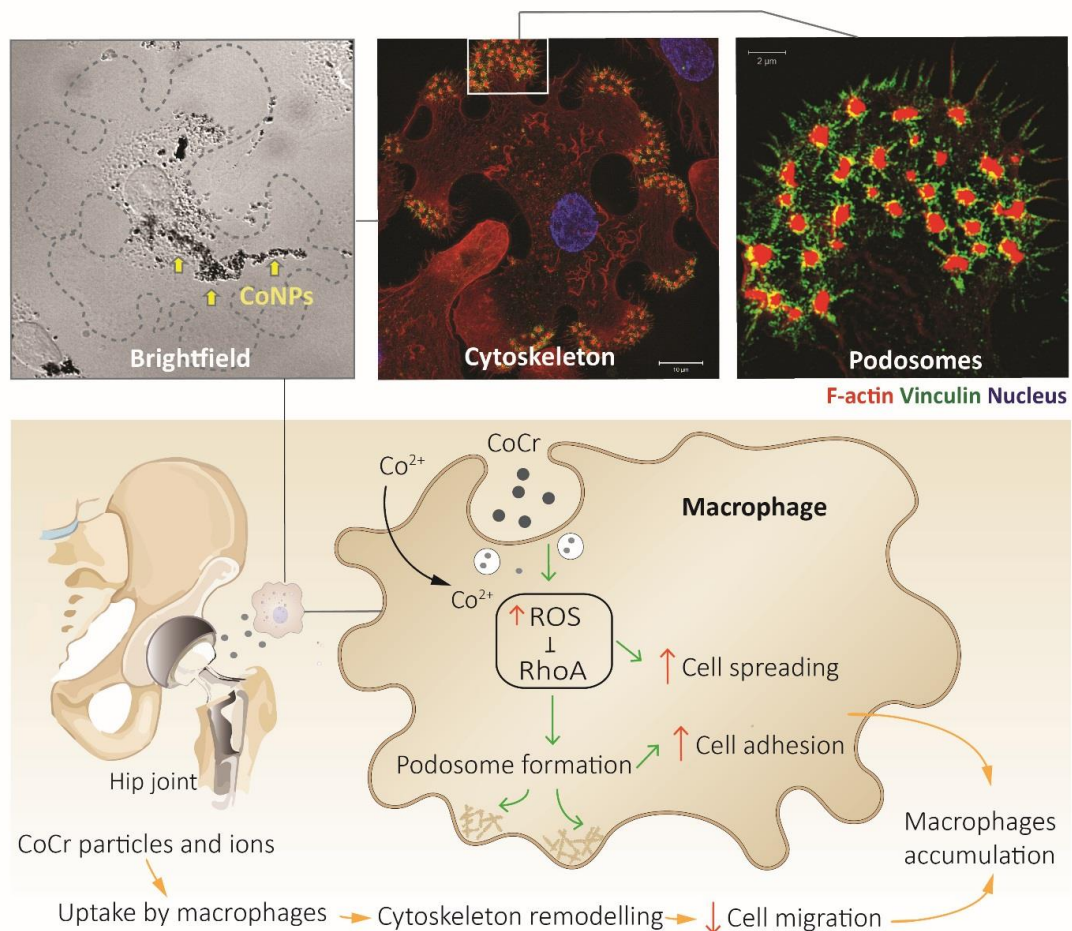 2 µm
CoNPs
Brightfield
Cytoskeleton
10 µm
Podosomes
F-actin Vinculin Nucleus
CoCr
Co²⁺
Macrophage
Co²⁺
↑ ROS
⊥
RhoA
↑ Cell spreading
↑ Cell adhesion
Podosome formation
Hip joint
CoCr particles and ions
Macrophages
accumulation
Uptake by macrophages → Cytoskeleton remodelling → ↓ Cell migration